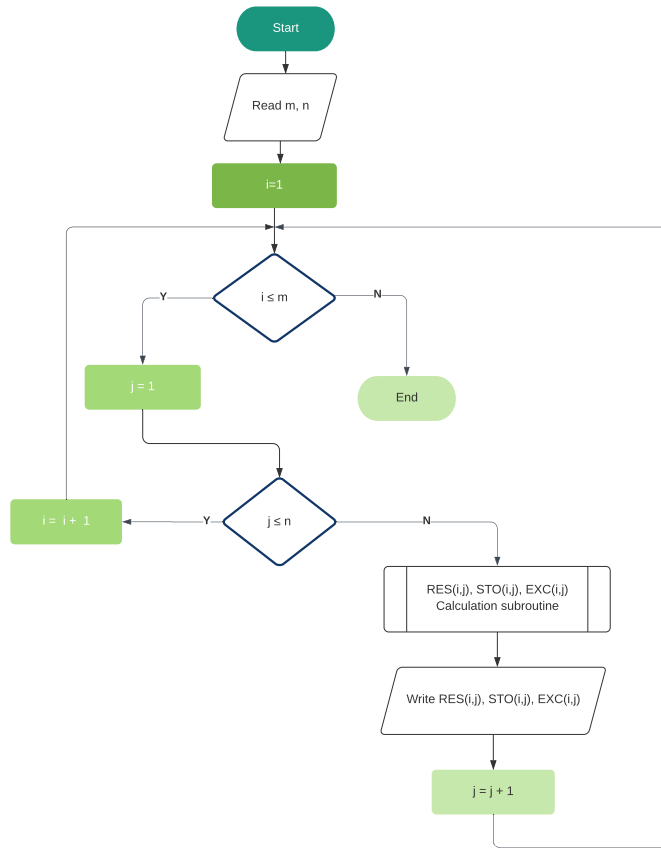 Start
Read m, n
i=1
i ≤ m
Y
N
j = 1
End
j ≤ n
Y
N
i =  i +  1
RES(i,j), STO(i,j), EXC(i,j)
Calculation subroutine
Write RES(i,j), STO(i,j), EXC(i,j)
j = j + 1